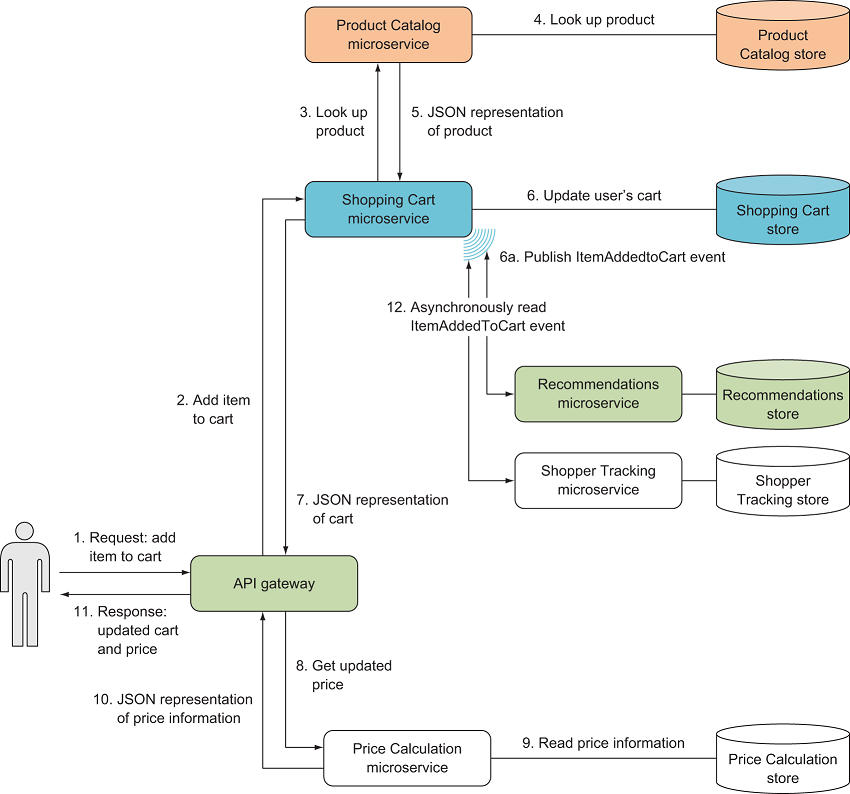 Product Catalog
microservice
4. Look up product
Product
Catalog store
3. Look up
product
5. JSON representation
of product
Shopping Cart
microservice
6. Update user’s cart
Shopping Cart
store
6a. Publish ItemAddedtoCart event
12. Asynchronously read
ItemAddedToCart event
Recommendations
microservice
Recommendations
store
2. Add item
to cart
Shopper Tracking
microservice
Shopper
Tracking store
7. JSON representation
of cart
1. Request: add
item to cart
API gateway
11. Response:
updated cart
and price
8. Get updated
price
10. JSON representation
of price information
Price Calculation
microservice
9. Read price information
Price Calculation
store